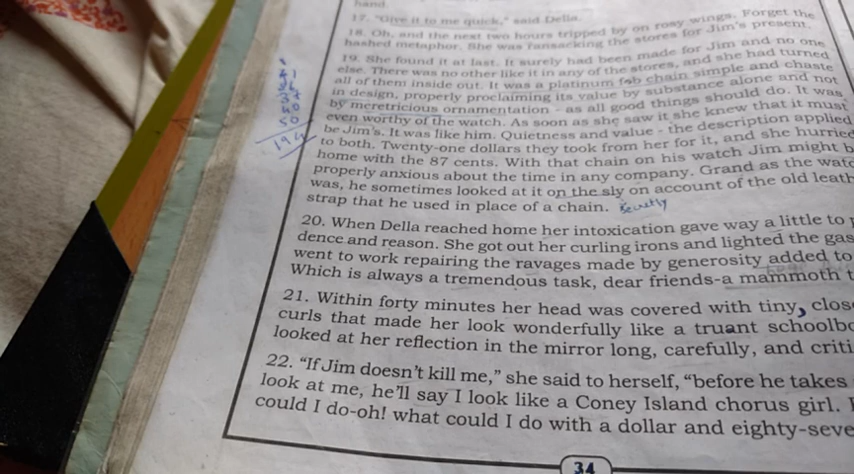 hand.
17. "Give it to me quick," said Della.
18. Oh, and the next two hours tripped by on rosy wings. Forget the
hashed metaphor. She was ransacking the stores for Jim's present.
19. She found it at last. It surely had been made for Jim and no one
else. There was no other like it in any of the stores, and she had turned
all of them inside out. It was a platinum fob chain simple and chaste
in design, properly proclaiming its value by substance alone and not
by meretricious ornamentation - as all good things should do. It was
even worthy of the watch. As soon as she saw it she knew that it must
be Jim's. It was like him. Quietness and value - the description applied
to both. Twenty-one dollars they took from her for it, and she hurried
home with the 87 cents. With that chain on his watch Jim might b
properly anxious about the time in any company. Grand as the watc
was, he sometimes looked at it on the sly on account of the old leath
strap that he used in place of a chain. secretly
20. When Della reached home her intoxication gave way a little to
dence and reason. She got out her curling irons and lighted the gas
went to work repairing the ravages made by generosity added to
Which is always a tremendous task, dear friends-a mammoth t
21. Within forty minutes her head was covered with tiny, clos
curls that made her look wonderfully like a truant schoolbo
looked at her reflection in the mirror long, carefully, and criti
22. "If Jim doesn't kill me," she said to herself, "before he takes
look at me, he'll say I look like a Coney Island chorus girl.
could I do-oh! what could I do with a dollar and eighty-seve
34
40
50
194